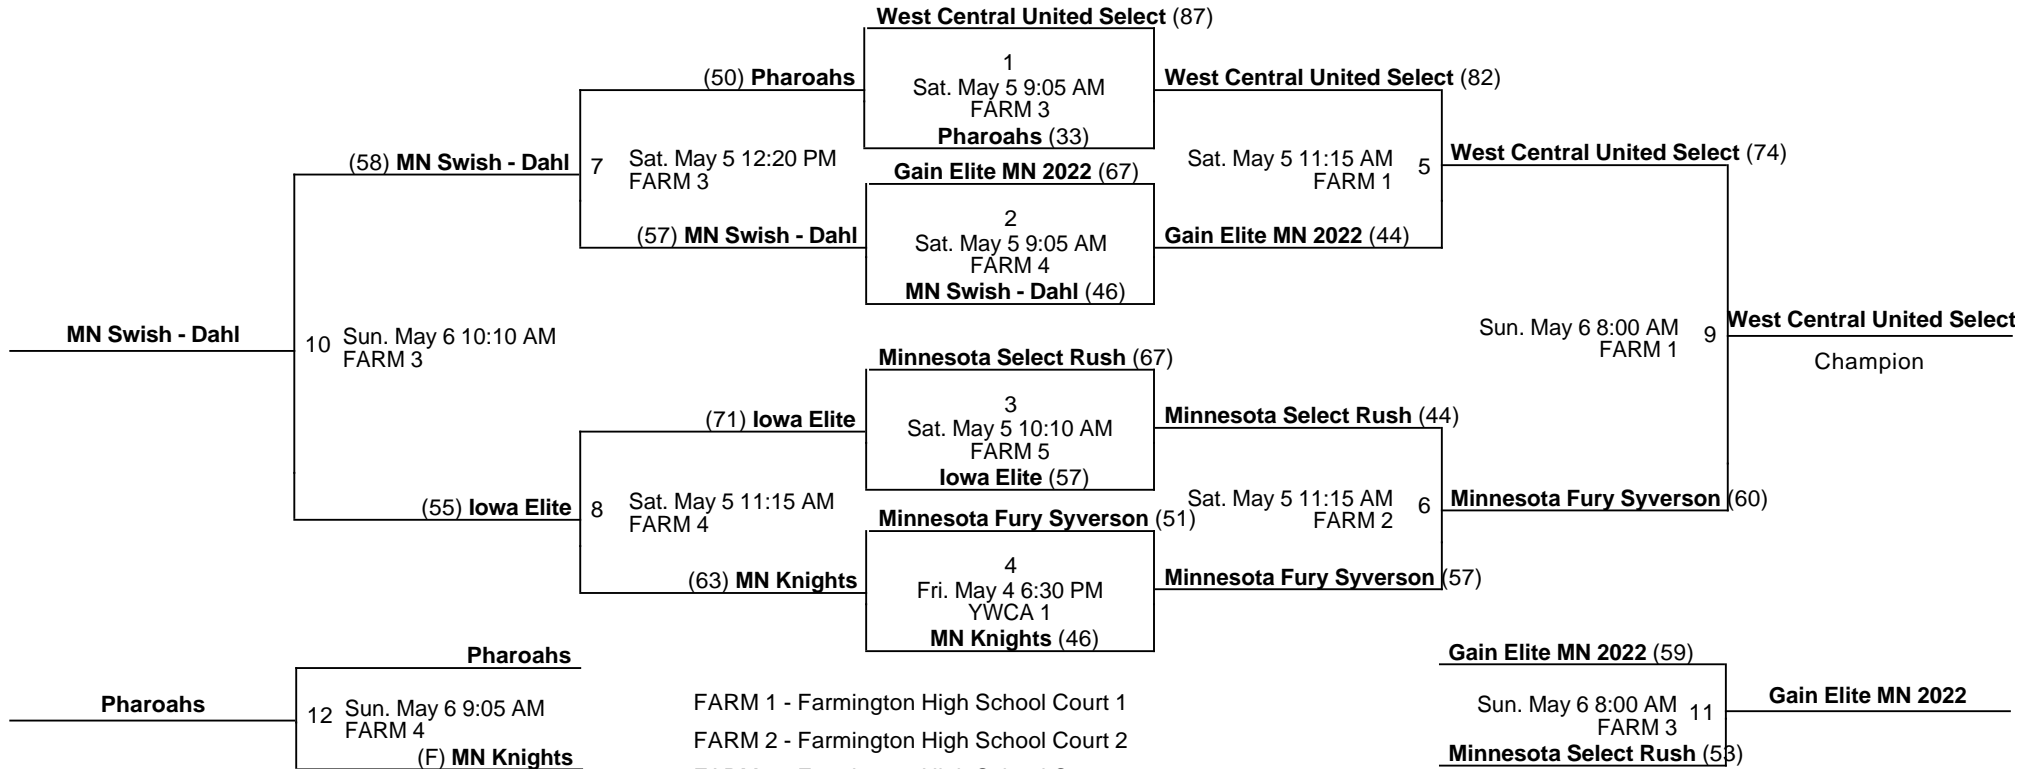 West Central United Select (87)
1
Sat. May 5 9:05 AM
FARM 3
Pharoahs (33)
(50) Pharoahs
West Central United Select (82)
(58) MN Swish - Dahl
7 Sat. May 5 12:20 PM
FARM 3
Gain Elite MN 2022 (67)
2
Sat. May 5 9:05 AM
FARM 4
MN Swish - Dahl (46)
(57) MN Swish - Dahl
Sat. May 5 11:15 AM 5
FARM 1
West Central United Select (74)
Gain Elite MN 2022 (44)
MN Swish - Dahl
10 Sun. May 6 10:10 AM
FARM 3
Sun. May 6 8:00 AM 9
FARM 1
West Central United Select
Champion
Minnesota Select Rush (67)
3
Sat. May 5 10:10 AM
FARM 5
Iowa Elite (57)
(71) Iowa Elite
Minnesota Select Rush (44)
(55) Iowa Elite
8 Sat. May 5 11:15 AM
FARM 4
Minnesota Fury Syverson (51)
4
Fri. May 4 6:30 PM
YWCA 1
MN Knights (46)
(63) MN Knights
Sat. May 5 11:15 AM 6
FARM 2
Minnesota Fury Syverson (60)
Minnesota Fury Syverson (57)
Pharoahs
Pharoahs
12 Sun. May 6 9:05 AM
FARM 4
(F) MN Knights
FARM 1 - Farmington High School Court 1
FARM 2 - Farmington High School Court 2
Gain Elite MN 2022 (59)
Sun. May 6 8:00 AM 11
FARM 3
Minnesota Select Rush (53)
Gain Elite MN 2022